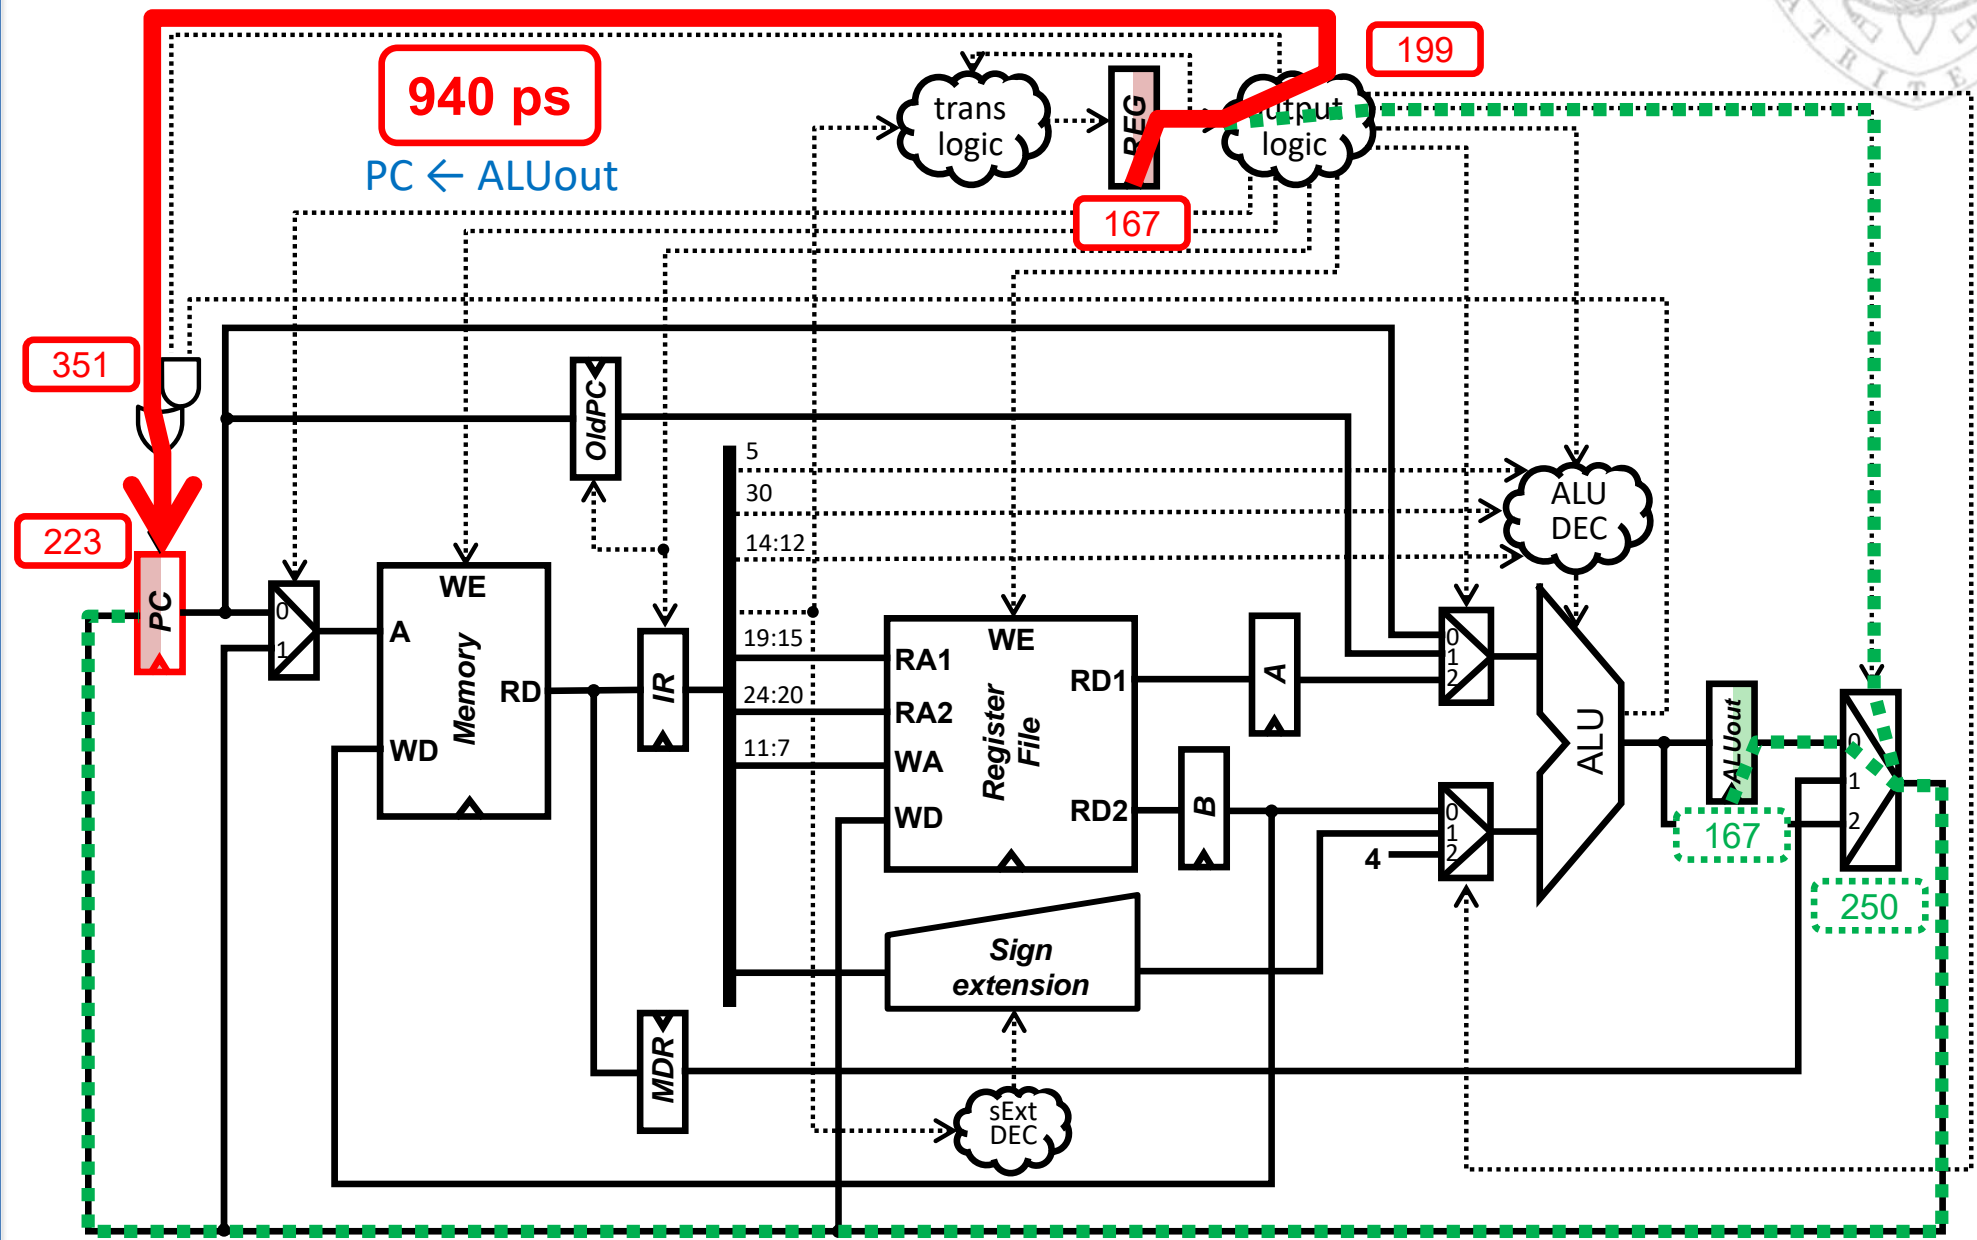 940 ps
PC ← ALUout
trans
logic
REG
output
logic
199
167
351
223
OldPC
PC
0
1
WE
A
Memory
RD
WD
IR
5
30
14:12
19:15
24:20
11:7
WE
RA1
RA2
WA
WD
Register
File
RD1
RD2
A
B
4
0
1
2
0
1
2
ALU
DEC
ALU
ALUout
167
0
1
2
250
Sign
extension
MDR
sExt
DEC
A T R I T E